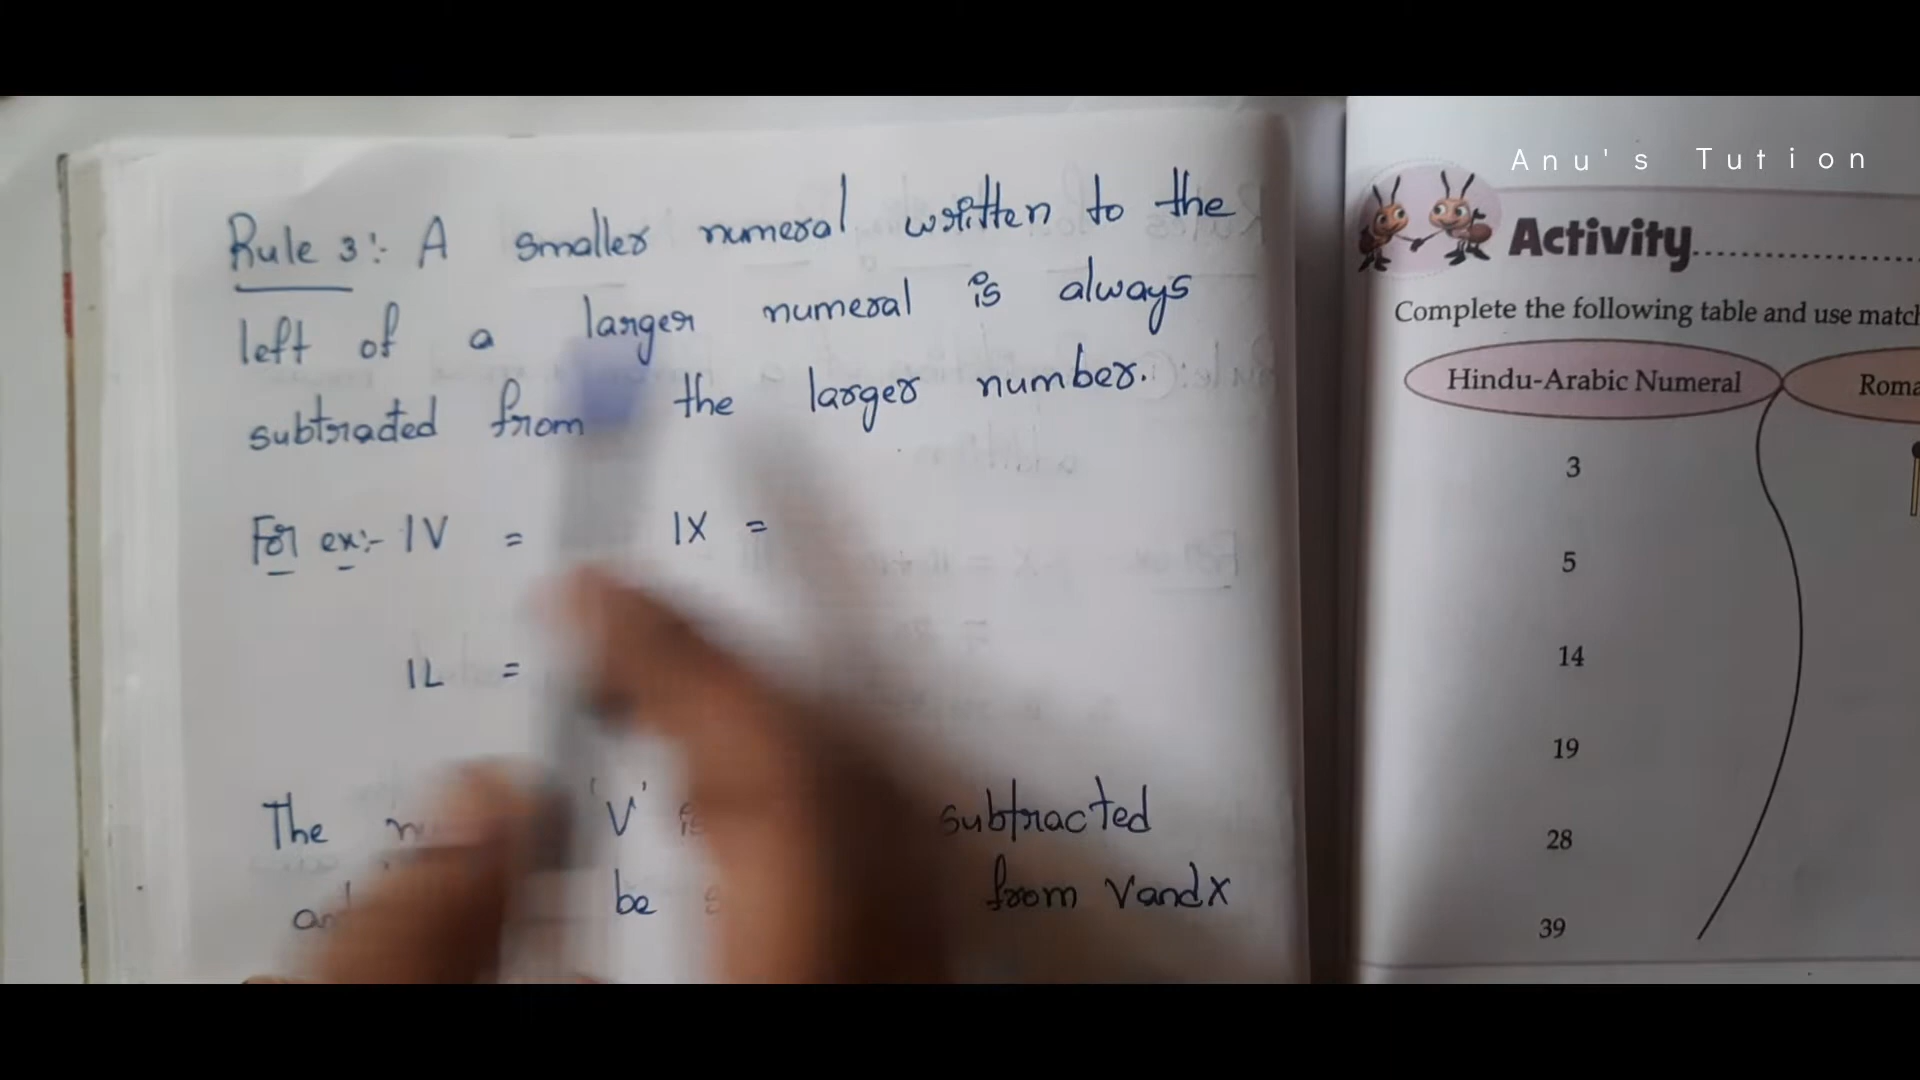 Rule 3:- A smaller numeral written to the
left of a larger numeral is always
subtracted from the larger number.
For ex:- IV = IX =
IL =
The 'V' is subtracted
be from V and X
Anu's Tution
Activity
Complete the following table and use match
Hindu-Arabic Numeral Roma
3
5
14
19
28
39